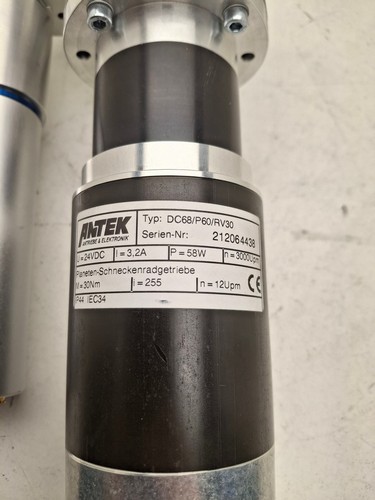 ANTEK
ANTRIEBE & ELEKTRONIK
Typ: DC68/P60/RV30
Serien-Nr: 212064438
U = 24VDC I = 3,2A P = 58W n = 3000Upm
Planeten-Schneckenradgetriebe
M = 30Nm i = 255 n = 12Upm
P44 IEC34
CE